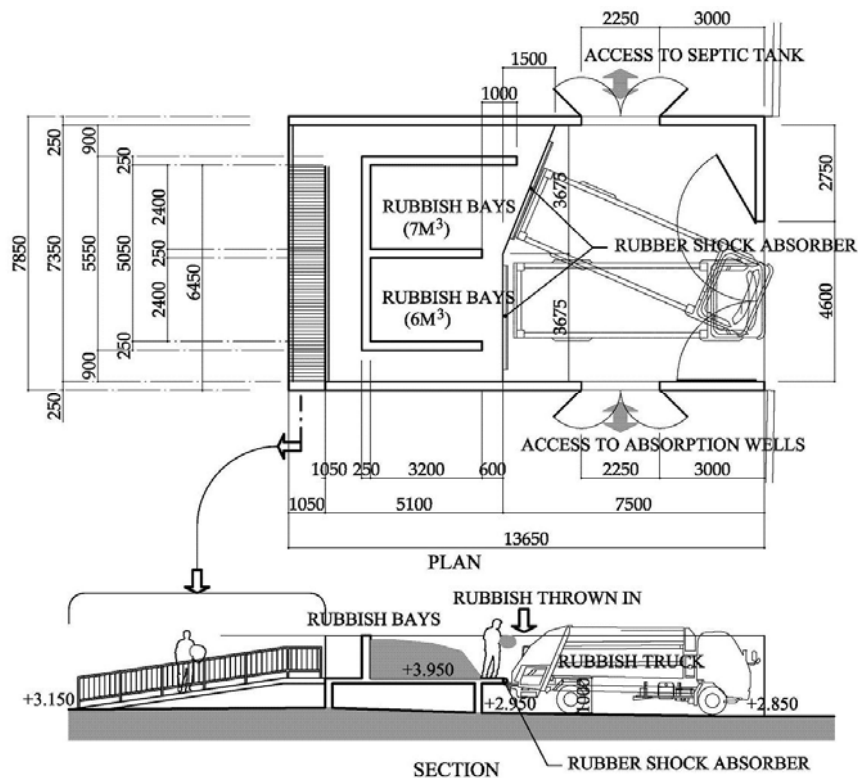 2250
3000
ACCESS TO SEPTIC TANK
1500
1000
250
900
250
2400
7850
7350
5550
5050
250
6450
2400
250
900
250
RUBBISH BAYS
(7M³)
3675
RUBBER SHOCK ABSORBER
RUBBISH BAYS
(6M³)
3675
2750
4600
ACCESS TO ABSORPTION WELLS
1050
250
3200
600
2250
3000
1050
5100
7500
13650
PLAN
RUBBISH THROWN IN
RUBBISH BAYS
+3.950
RUBBISH TRUCK
+3.150
+2.950
1000
+2.850
RUBBER SHOCK ABSORBER
SECTION